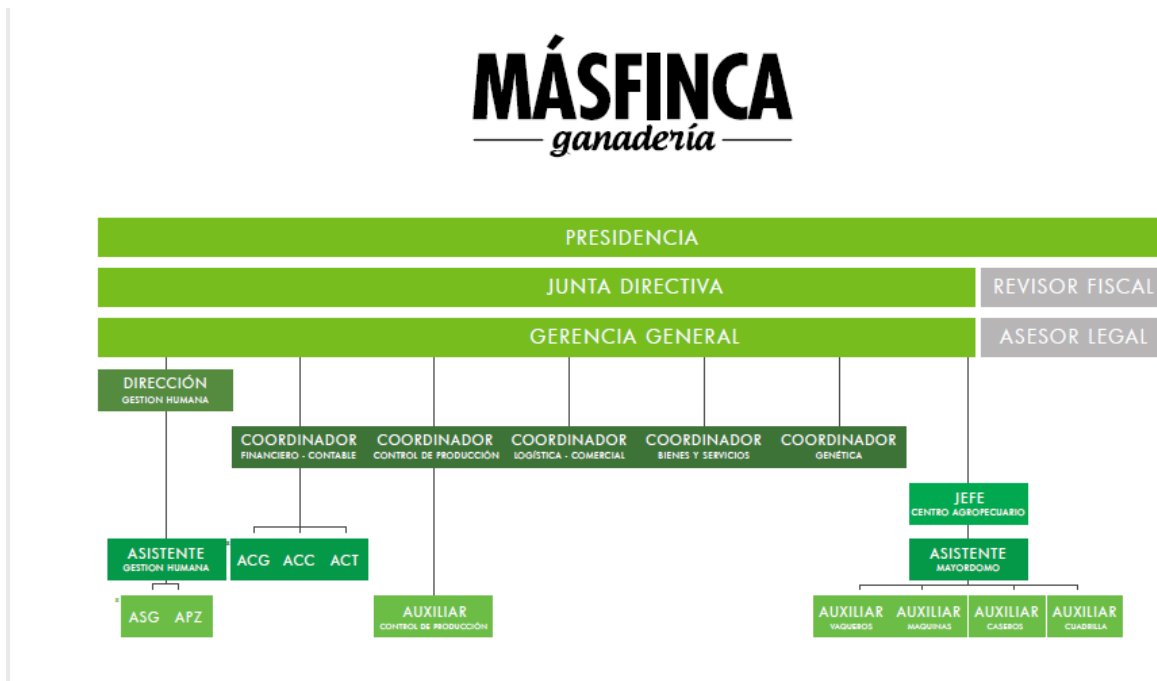 MÁSFINCA
ganadería
PRESIDENCIA
JUNTA DIRECTIVA
REVISOR FISCAL
GERENCIA GENERAL
ASESOR LEGAL
DIRECCIÓN
GESTION HUMANA
COORDINADOR
FINANCIERO - CONTABLE
COORDINADOR
CONTROL DE PRODUCCIÓN
COORDINADOR
LOGÍSTICA - COMERCIAL
COORDINADOR
BIENES Y SERVICIOS
COORDINADOR
GENÉTICA
JEFE
CENTRO AGROPECUARIO
ASISTENTE
GESTION HUMANA
ACG ACC ACT
ASISTENTE
MAYORDOMO
ASG APZ
AUXILIAR
CONTROL DE PRODUCCIÓN
AUXILIAR
VAQUEROS
AUXILIAR
MAQUINAS
AUXILIAR
CASEROS
AUXILIAR
CUADRILLA